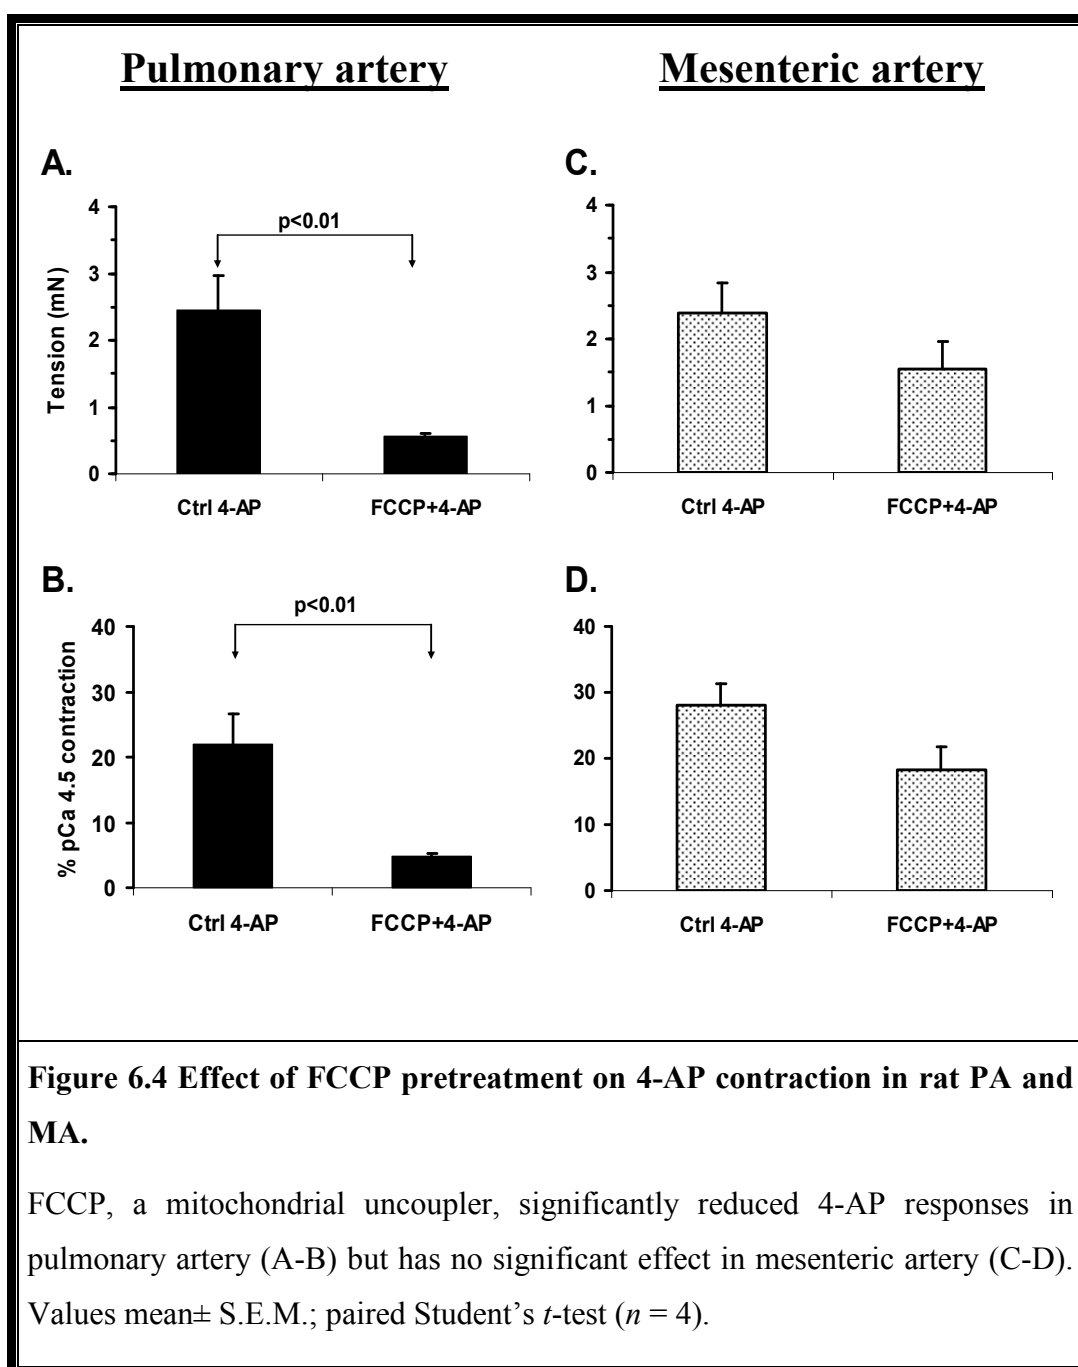 Pulmonary artery
Mesenteric artery
A.
4
3
2
1
0
Tension (mN)
p<0.01
Ctrl 4-AP
FCCP+4-AP
C.
4
3
2
1
0
Ctrl 4-AP
FCCP+4-AP
B.
40
30
20
10
0
% pCa 4.5 contraction
p<0.01
Ctrl 4-AP
FCCP+4-AP
D.
40
30
20
10
0
Ctrl 4-AP
FCCP+4-AP
Figure 6.4 Effect of FCCP pretreatment on 4-AP contraction in rat PA and
MA.
FCCP, a mitochondrial uncoupler, significantly reduced 4-AP responses in
pulmonary artery (A-B) but has no significant effect in mesenteric artery (C-D).
Values mean± S.E.M.; paired Student’s t-test (n = 4).